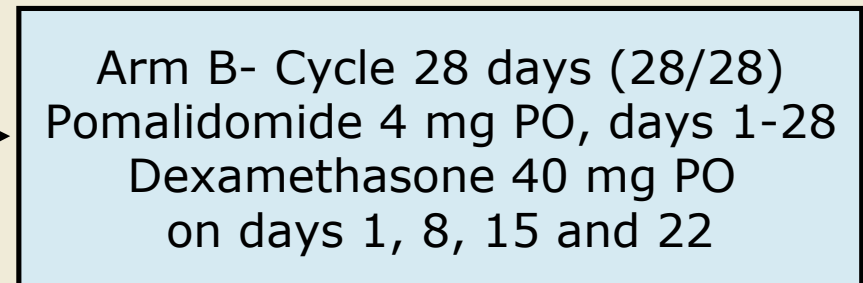 Arm B- Cycle 28 days (28/28)
Pomalidomide 4 mg PO, days 1-28
Dexamethasone 40 mg PO
on days 1, 8, 15 and 22